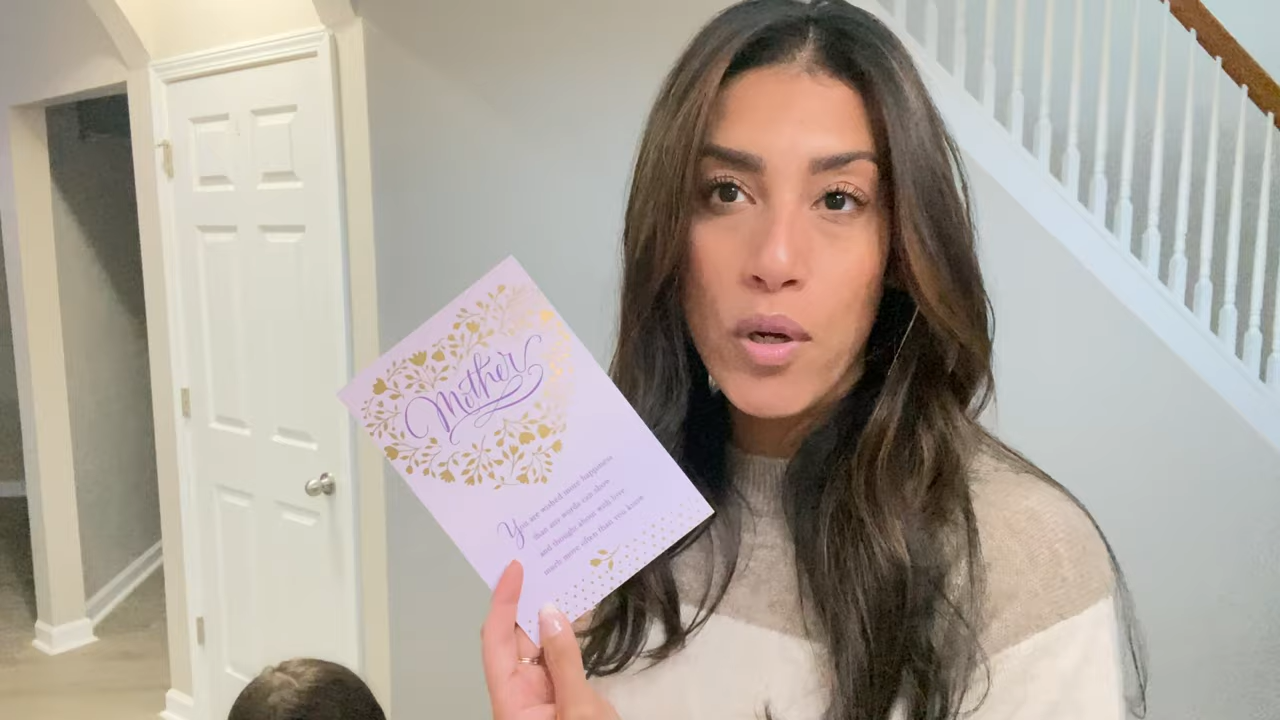 Mother
You are wished more happiness
than any words can show
and thought about with love
much more often than you know